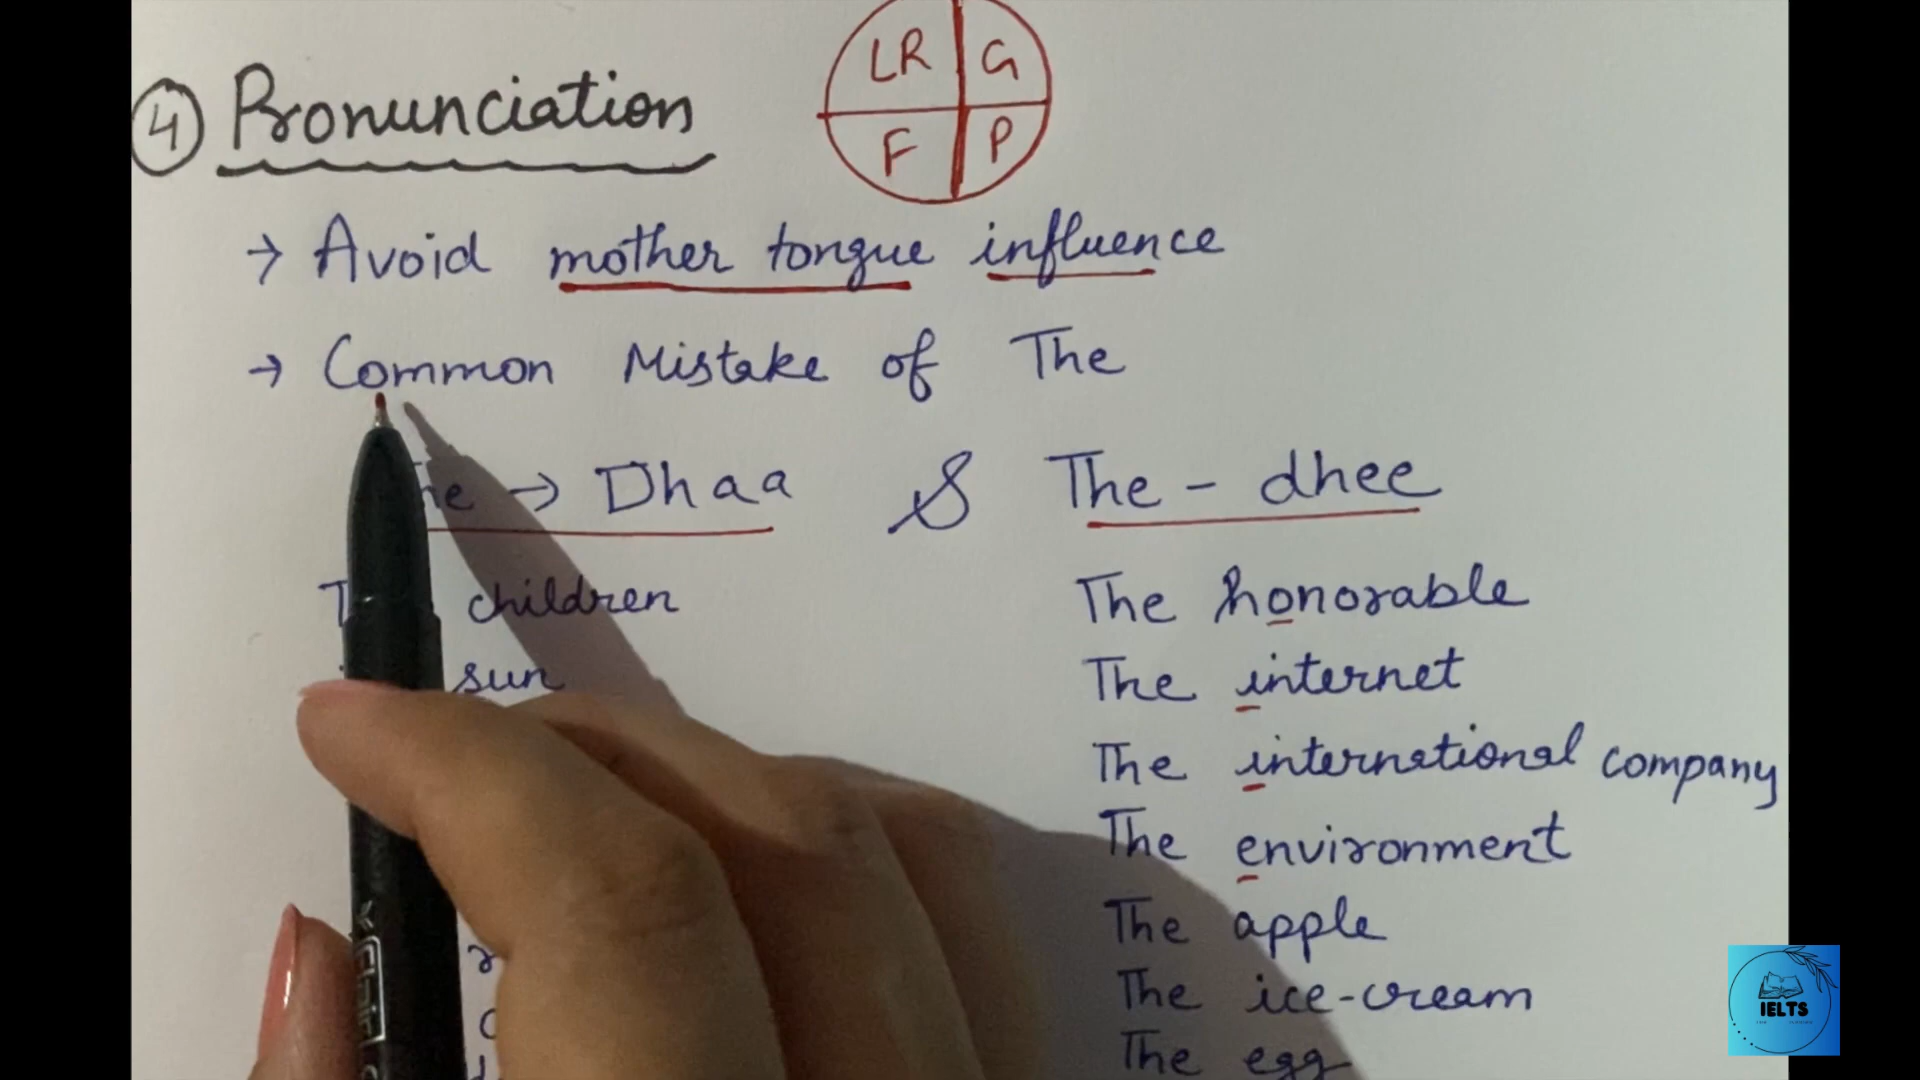 LR G
F P
4 Pronunciation
→ Avoid mother tongue influence
→ Common Mistake of The
→ Dhaa & The - dhee
children
sun
The honorable
The internet
The international company
The environment
The apple
The ice-cream
The egg
IELTS